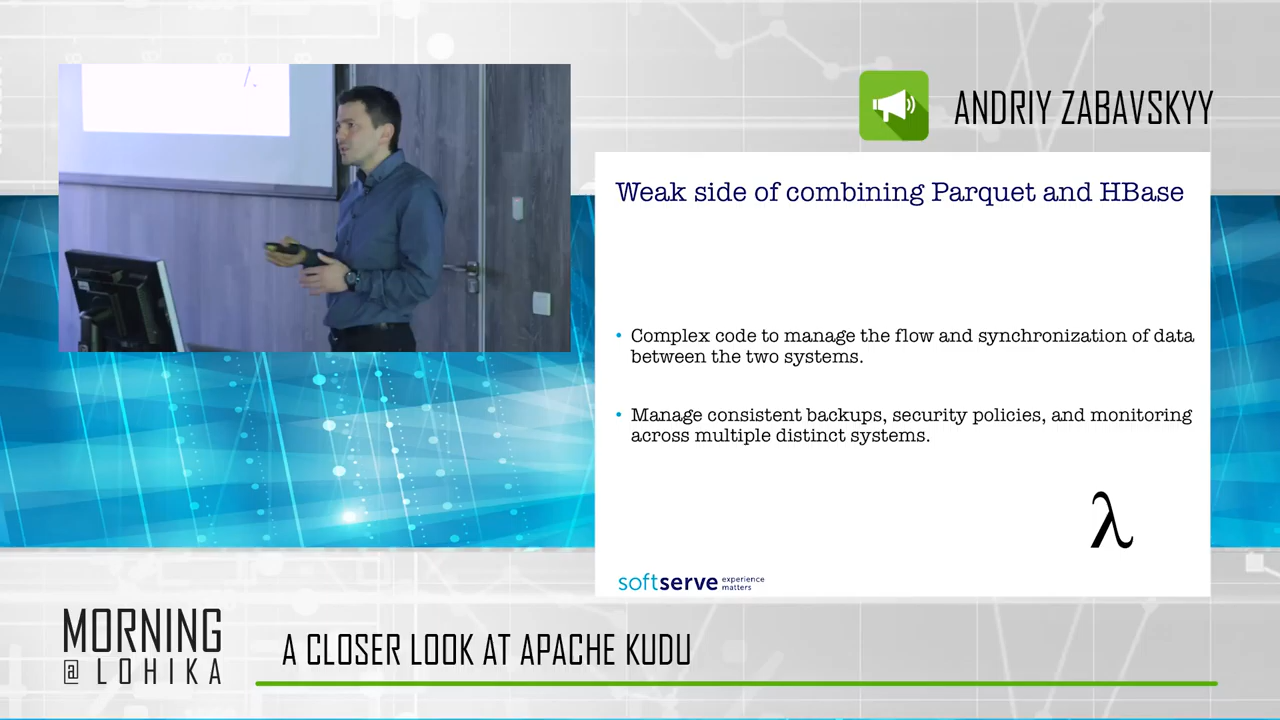 ANDRIY ZABAVSKYY
Weak side of combining Parquet and HBase
• Complex code to manage the flow and synchronization of data
between the two systems.
• Manage consistent backups, security policies, and monitoring
across multiple distinct systems.
λ
softserve experience
matters
MORNING
@ LOHIKA
A CLOSER LOOK AT APACHE KUDU